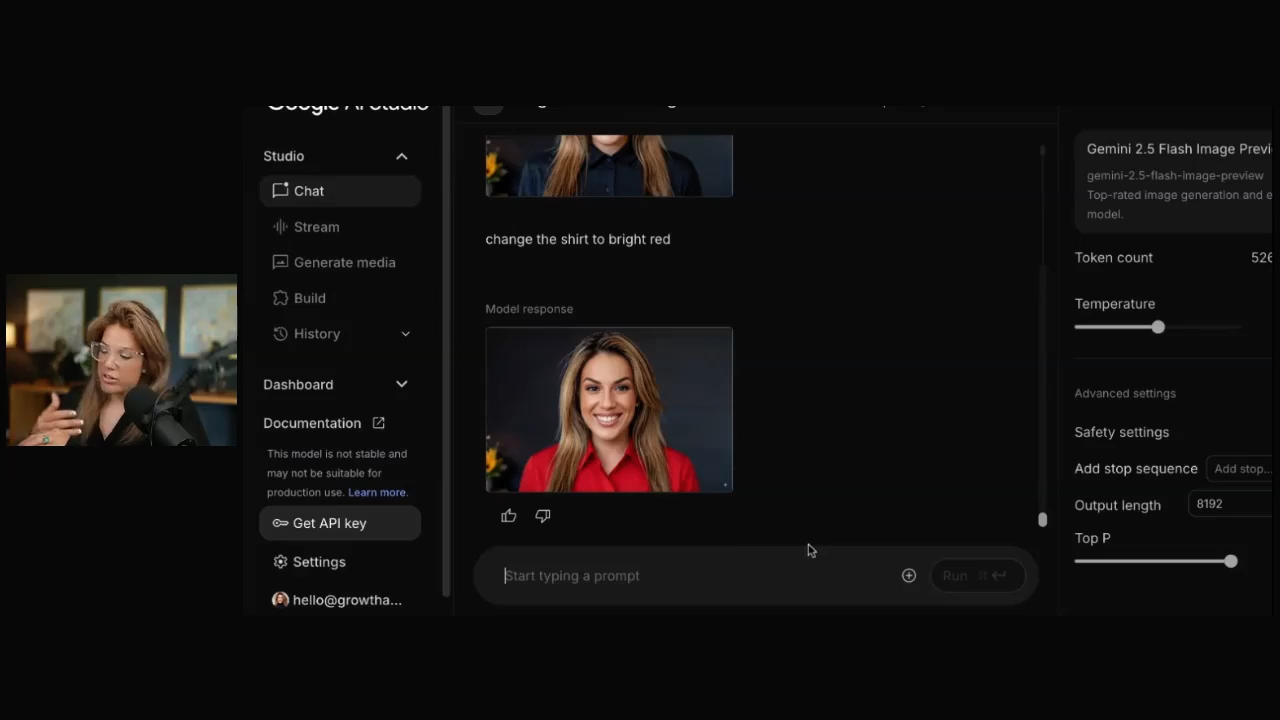 Google AI Studio
Studio
Chat
Stream
Generate media
Build
History
Dashboard
Documentation
This model is not stable and
may not be suitable for
production use. Learn more.
Get API key
Settings
hello@growtha...
change the shirt to bright red
Model response
Start typing a prompt
Run ⌘
Gemini 2.5 Flash Image Previ
gemini-2.5-flash-image-preview
Top-rated image generation and e
model.
Token count 526
Temperature
Advanced settings
Safety settings
Add stop sequence Add stop...
Output length 8192
Top P